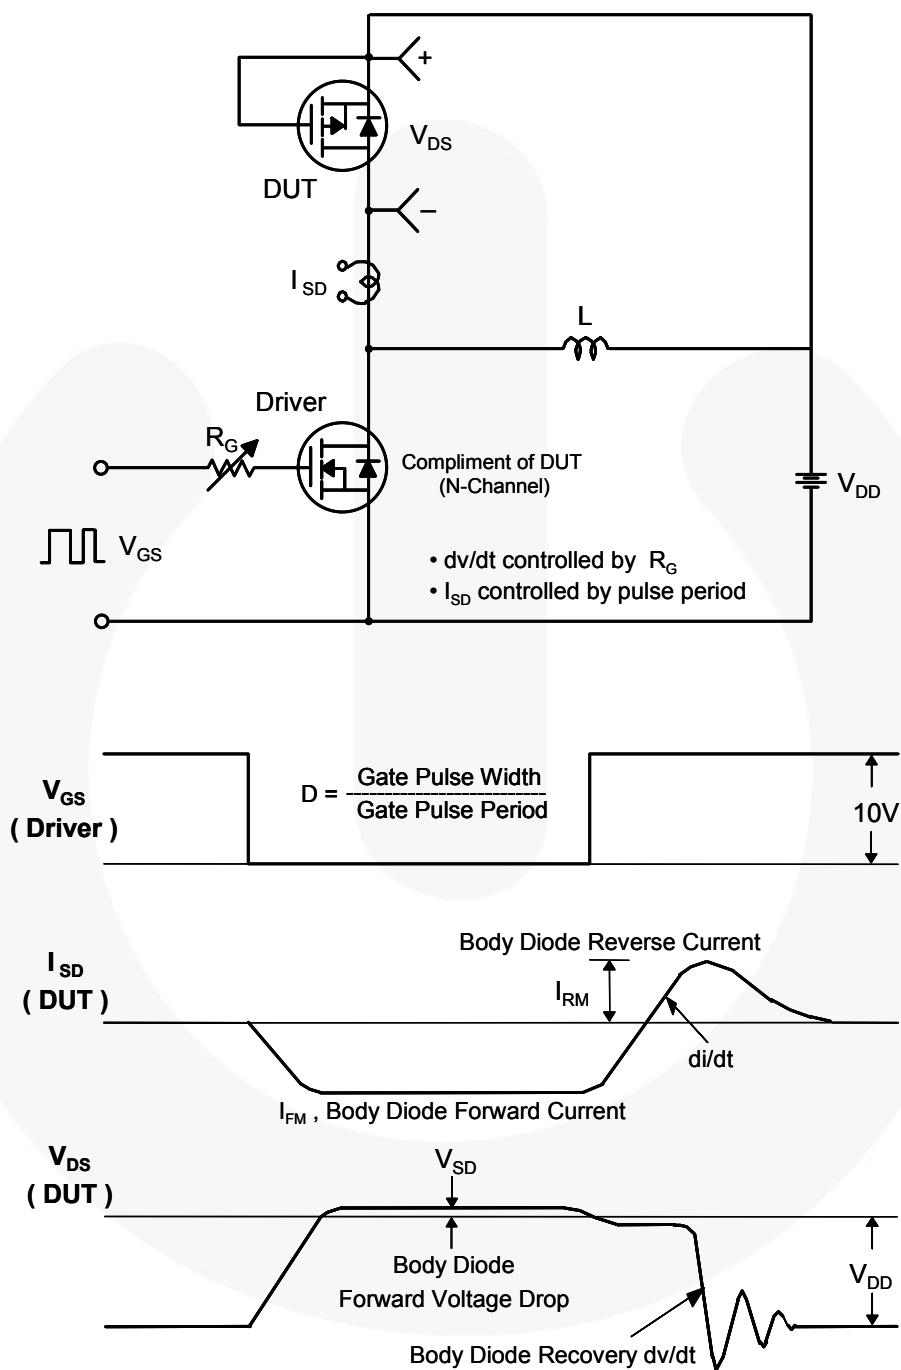 +
V_DS
DUT
–
I_SD
L
Driver
R_G
Compliment of DUT
(N-Channel)
V_DD
V_GS
• dv/dt controlled by R_G
• I_SD controlled by pulse period
V_GS
( Driver )
D = Gate Pulse Width
Gate Pulse Period
10V
Body Diode Reverse Current
I_SD
( DUT )
I_RM
di/dt
I_FM , Body Diode Forward Current
V_DS
( DUT )
V_SD
Body Diode
Forward Voltage Drop
V_DD
Body Diode Recovery dv/dt